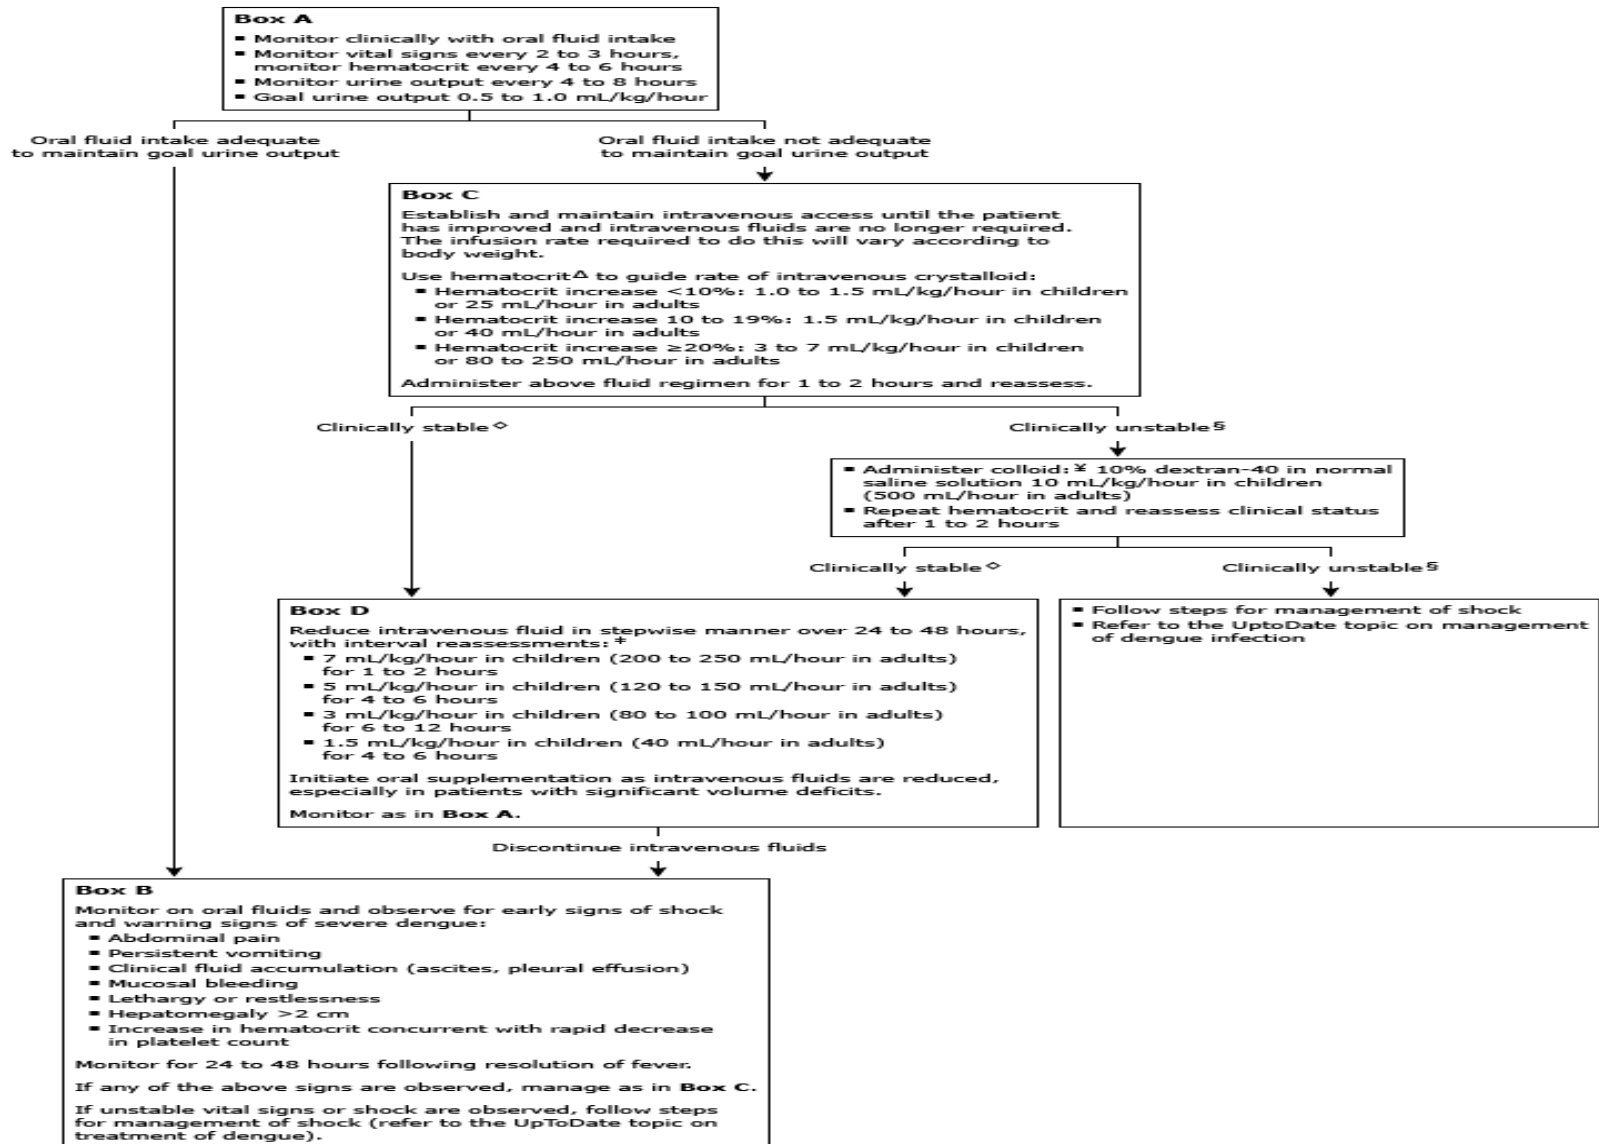 Box A
▪ Monitor clinically with oral fluid intake
▪ Monitor vital signs every 2 to 3 hours,
monitor hematocrit every 4 to 6 hours
▪ Monitor urine output every 4 to 8 hours
▪ Goal urine output 0.5 to 1.0 mL/kg/hour
Oral fluid intake adequate
to maintain goal urine output
Oral fluid intake not adequate
to maintain goal urine output
Box C
Establish and maintain intravenous access until the patient
has improved and intravenous fluids are no longer required.
The infusion rate required to do this will vary according to
body weight.
Use hematocritΔ to guide rate of intravenous crystalloid:
▪ Hematocrit increase <10%: 1.0 to 1.5 mL/kg/hour in children
or 25 mL/hour in adults
▪ Hematocrit increase 10 to 19%: 1.5 mL/kg/hour in children
or 40 mL/hour in adults
▪ Hematocrit increase ≥20%: 3 to 7 mL/kg/hour in children
or 80 to 250 mL/hour in adults
Administer above fluid regimen for 1 to 2 hours and reassess.
Clinically stable◇
Clinically unstable§
▪ Administer colloid:¥ 10% dextran-40 in normal
saline solution 10 mL/kg/hour in children
(500 mL/hour in adults)
▪ Repeat hematocrit and reassess clinical status
after 1 to 2 hours
Clinically stable◇
Clinically unstable§
Box D
Reduce intravenous fluid in stepwise manner over 24 to 48 hours,
with interval reassessments:‡
▪ 7 mL/kg/hour in children (200 to 250 mL/hour in adults)
for 1 to 2 hours
▪ 5 mL/kg/hour in children (120 to 150 mL/hour in adults)
for 4 to 6 hours
▪ 3 mL/kg/hour in children (80 to 100 mL/hour in adults)
for 6 to 12 hours
▪ 1.5 mL/kg/hour in children (40 mL/hour in adults)
for 4 to 6 hours
Initiate oral supplementation as intravenous fluids are reduced,
especially in patients with significant volume deficits.
Monitor as in Box A.
▪ Follow steps for management of shock
▪ Refer to the UptoDate topic on management
of dengue infection
Discontinue intravenous fluids
Box B
Monitor on oral fluids and observe for early signs of shock
and warning signs of severe dengue:
▪ Abdominal pain
▪ Persistent vomiting
▪ Clinical fluid accumulation (ascites, pleural effusion)
▪ Mucosal bleeding
▪ Lethargy or restlessness
▪ Hepatomegaly >2 cm
▪ Increase in hematocrit concurrent with rapid decrease
in platelet count
Monitor for 24 to 48 hours following resolution of fever.
If any of the above signs are observed, manage as in Box C.
If unstable vital signs or shock are observed, follow steps
for management of shock (refer to the UpToDate topic on
treatment of dengue).